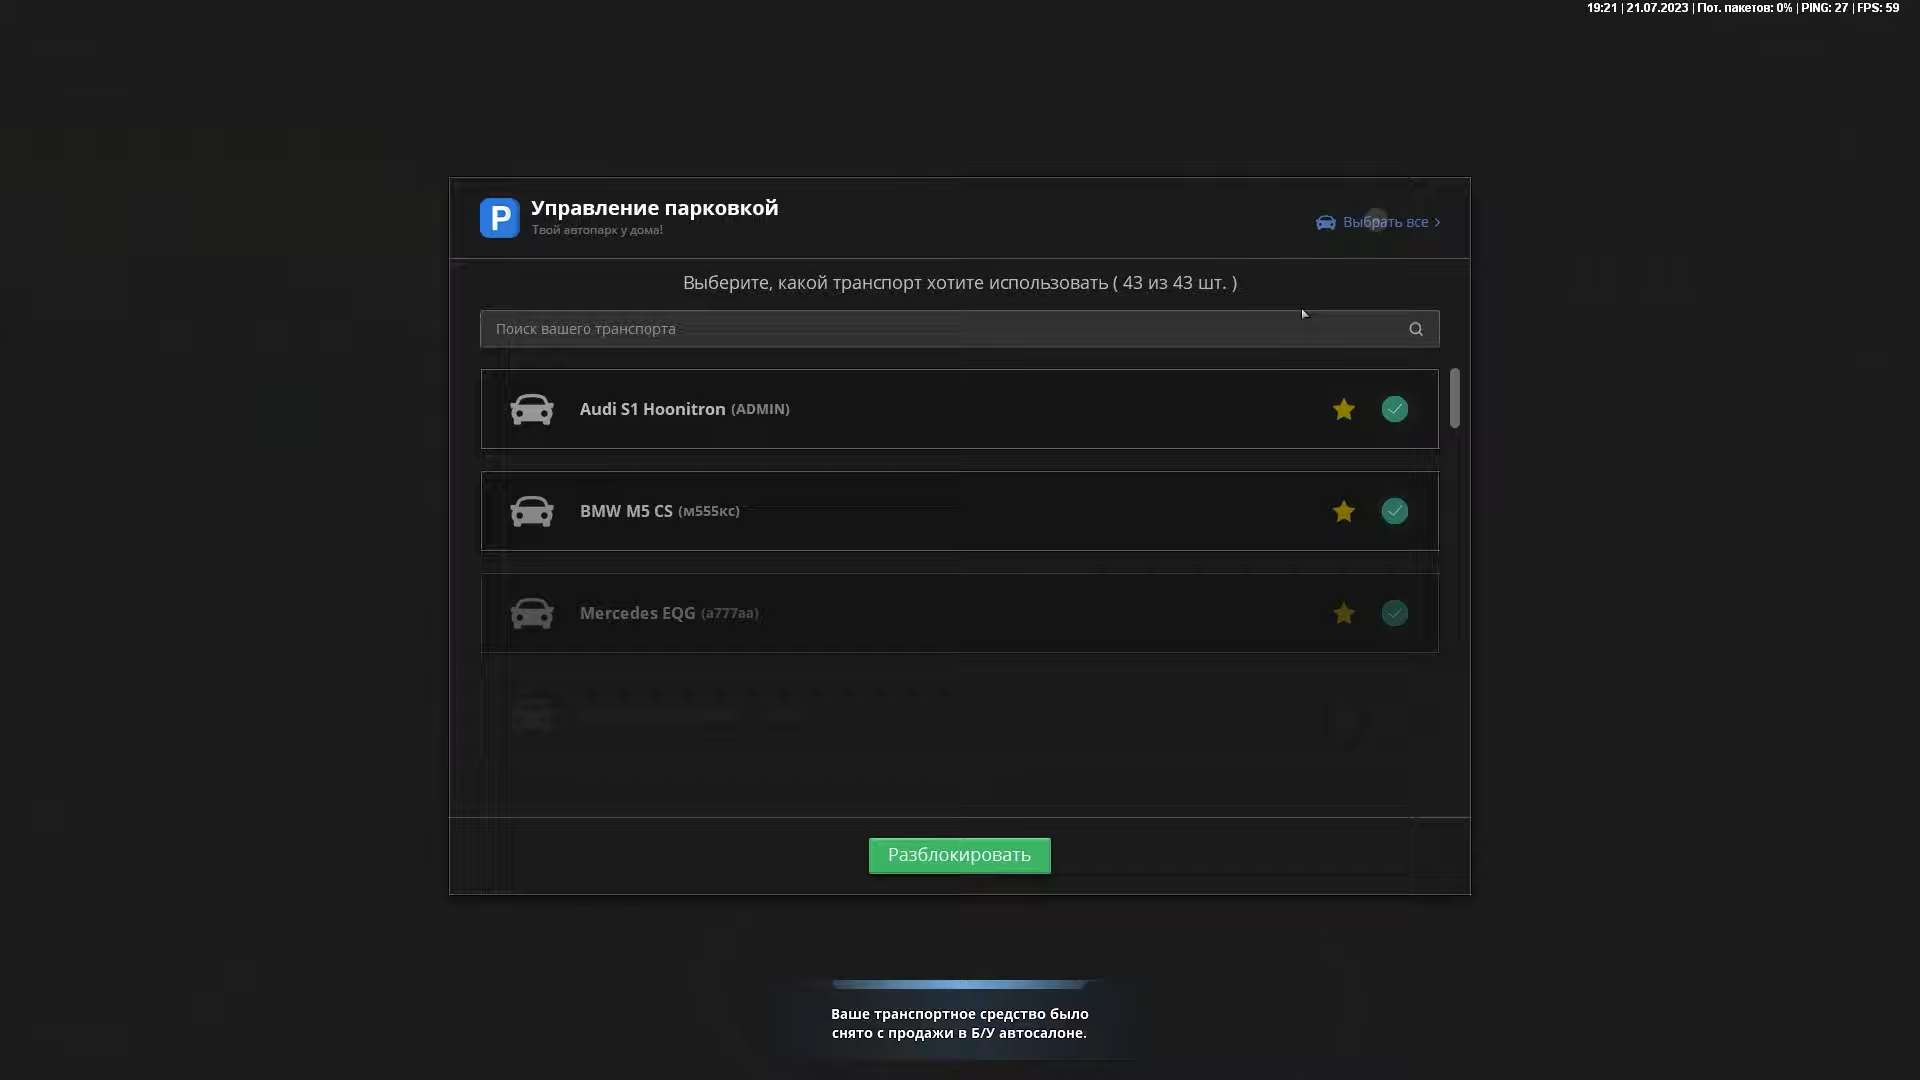 19:21 | 21.07.2023 | Пот. пакетов: 0% | PING: 27 | FPS: 59
P
Управление парковкой
Твой автопарк у дома!
Выбрать все >
Выберите, какой транспорт хотите использовать ( 43 из 43 шт. )
Поиск вашего транспорта
Audi S1 Hoonitron (ADMIN)
BMW M5 CS (м555кс)
Mercedes EQG (а777аа)
Разблокировать
Ваше транспортное средство было
снято с продажи в Б/У автосалоне.